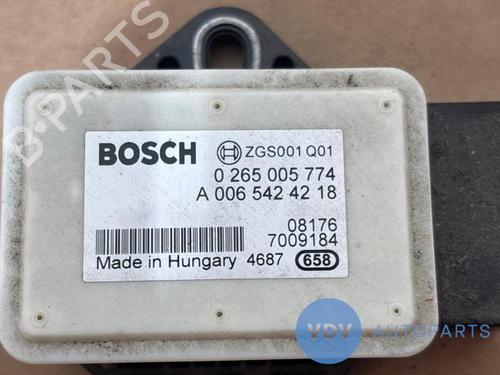 B-PARTS
BOSCH ZGS001 Q01
0 265 005 774
A 006 542 42 18
08176
7009184
Made in Hungary 4687 658
VDV AUTOPARTS